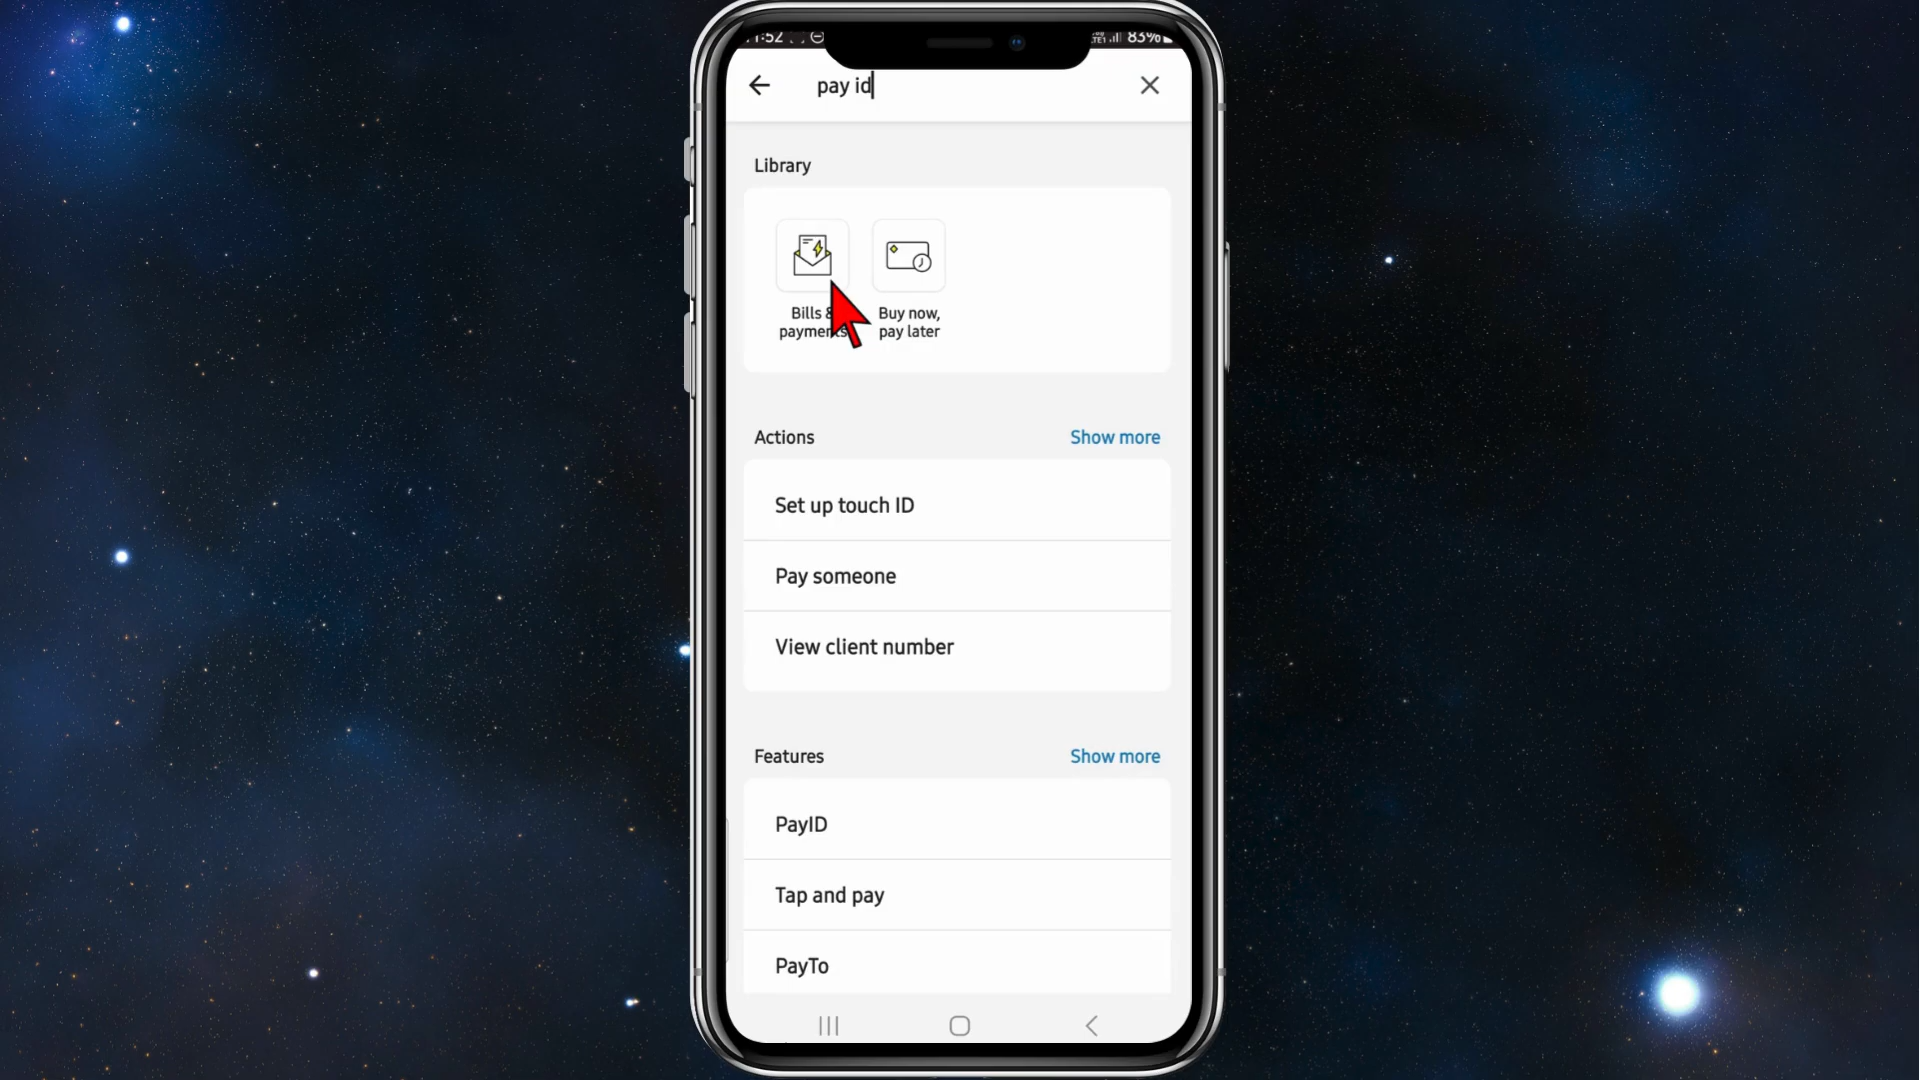 83%
pay id
Library
Bills &
payments
Buy now,
pay later
Actions
Show more
Set up touch ID
Pay someone
View client number
Features
Show more
PayID
Tap and pay
PayTo